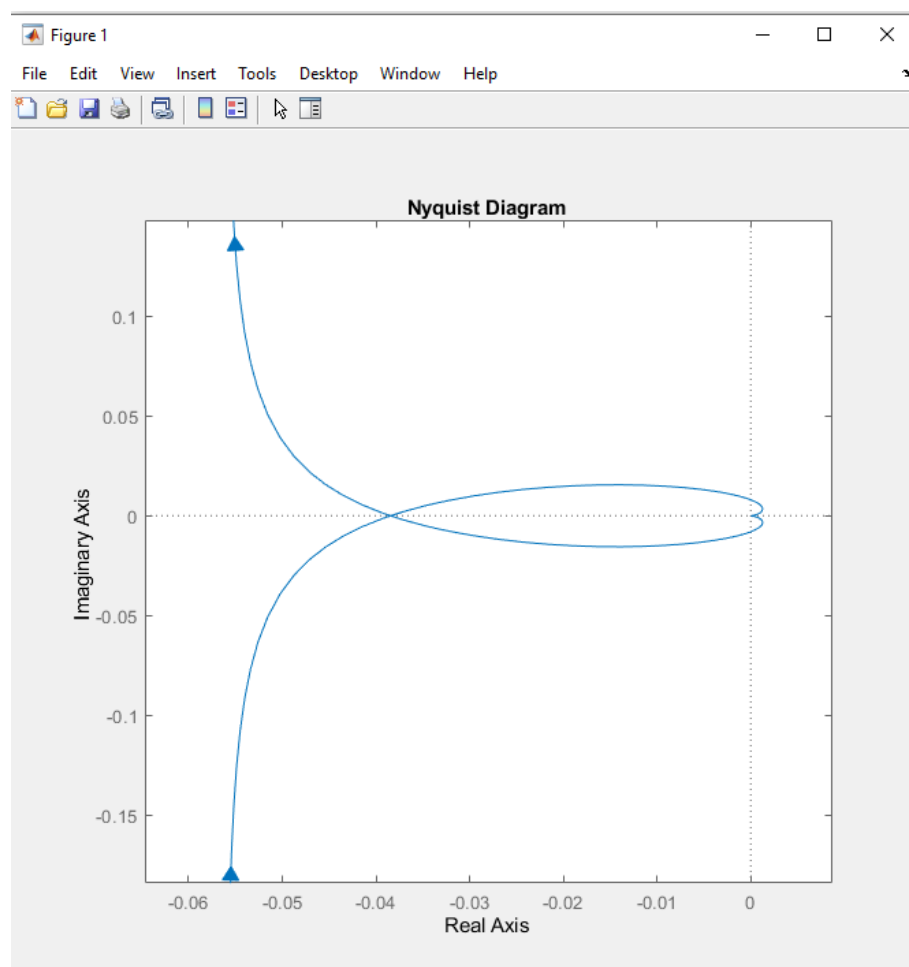 Figure 1
File Edit View Insert Tools Desktop Window Help
Nyquist Diagram
0.1
0.05
0
-0.05
-0.1
-0.15
Imaginary Axis
-0.06 -0.05 -0.04 -0.03 -0.02 -0.01 0
Real Axis